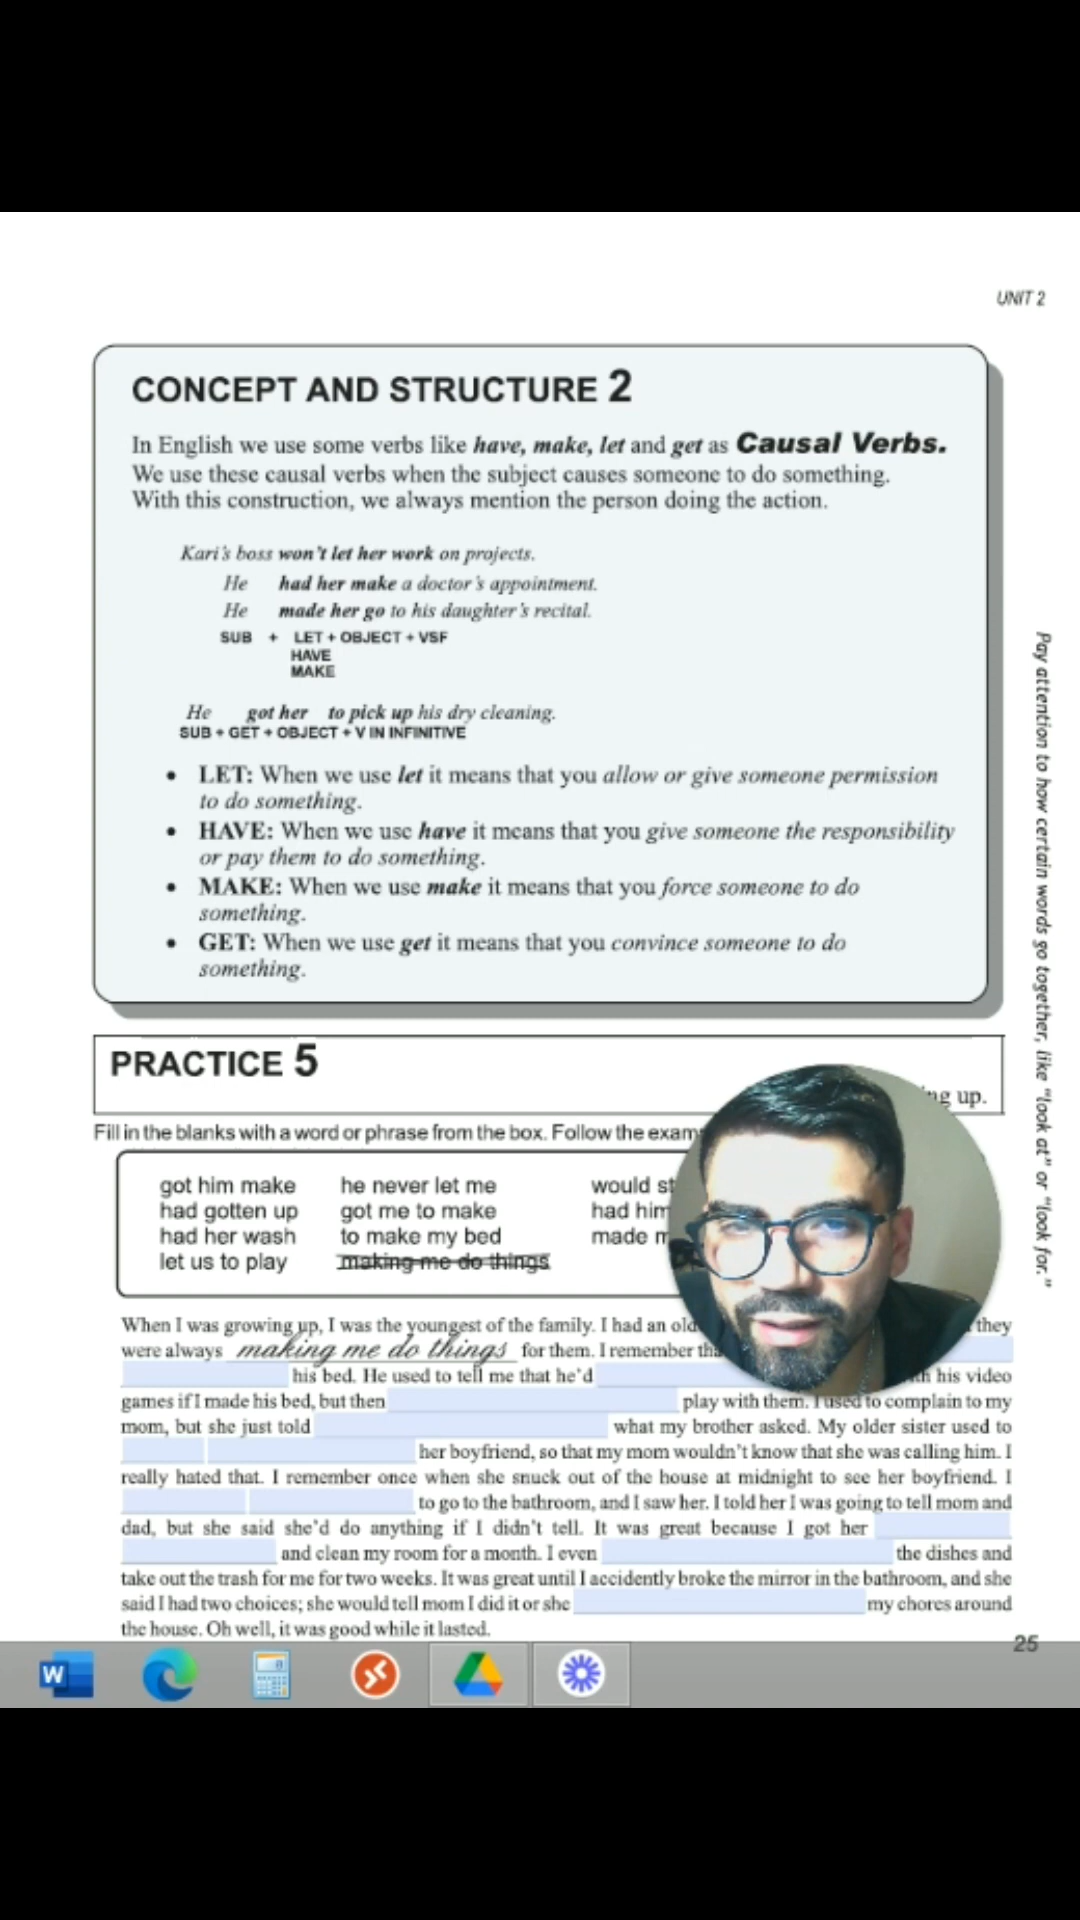 UNIT 2
CONCEPT AND STRUCTURE 2
In English we use some verbs like have, make, let and get as Causal Verbs.
We use these causal verbs when the subject causes someone to do something.
With this construction, we always mention the person doing the action.
Kari's boss won't let her work on projects.
He had her make a doctor's appointment.
He made her go to his daughter's recital.
SUB + LET + OBJECT + VSF
HAVE
MAKE
He got her to pick up his dry cleaning.
SUB + GET + OBJECT + V IN INFINITIVE
• LET: When we use let it means that you allow or give someone permission
to do something.
• HAVE: When we use have it means that you give someone the responsibility
or pay them to do something.
• MAKE: When we use make it means that you force someone to do
something.
• GET: When we use get it means that you convince someone to do
something.
Pay attention to how certain words go together, like "look at" or "look for."
PRACTICE 5
up.
Fill in the blanks with a word or phrase from the box. Follow the
got him make he never let me would
had gotten up got me to make had him
had her wash to make my bed made
let us to play making me do things
When I was growing up, I was the youngest of the family. I had an they
were always making me do things for them. I remember
his bed. He used to tell me that he'd his video
games if I made his bed, but then play with them. I used to complain to my
mom, but she just told what my brother asked. My older sister used to
her boyfriend, so that my mom wouldn't know that she was calling him. I
really hated that. I remember once when she snuck out of the house at midnight to see her boyfriend. I
to go to the bathroom, and I saw her. I told her I was going to tell mom and
dad, but she said she'd do anything if I didn't tell. It was great because I got her
and clean my room for a month. I even the dishes and
take out the trash for me for two weeks. It was great until I accidently broke the mirror in the bathroom, and she
said I had two choices; she would tell mom I did it or she my chores around
the house. Oh well, it was good while it lasted.
25
W